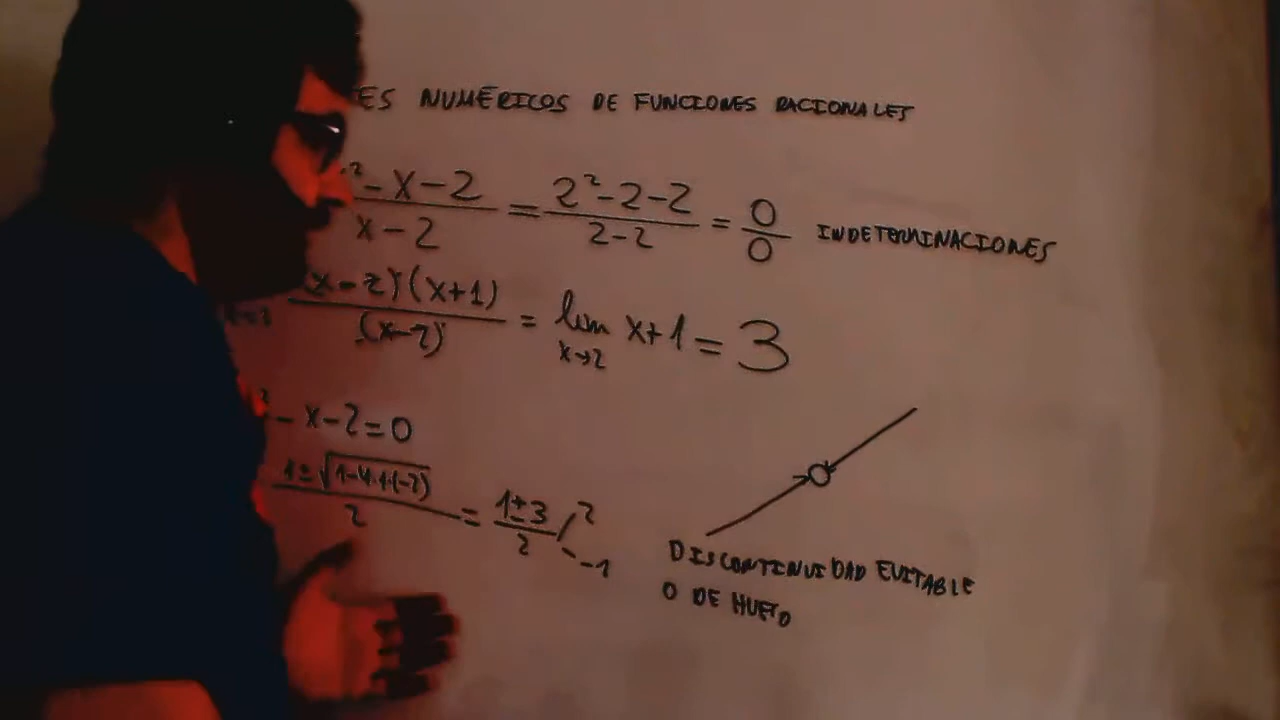 ES NUMÉRICOS DE FUNCIONES RACIONALES
² - x - 2 / x - 2 = 2² - 2 - 2 / 2 - 2 = 0 / 0 INDETERMINACIONES
(x - 2)(x + 1) / (x - 2) = lim x→2 x + 1 = 3
² - x - 2 = 0
1 ± √1 - 4·1·(-2) / 2 = 1 ± 3 / 2 2 -1
DISCONTINUIDAD EVITABLE
O DE HUECO